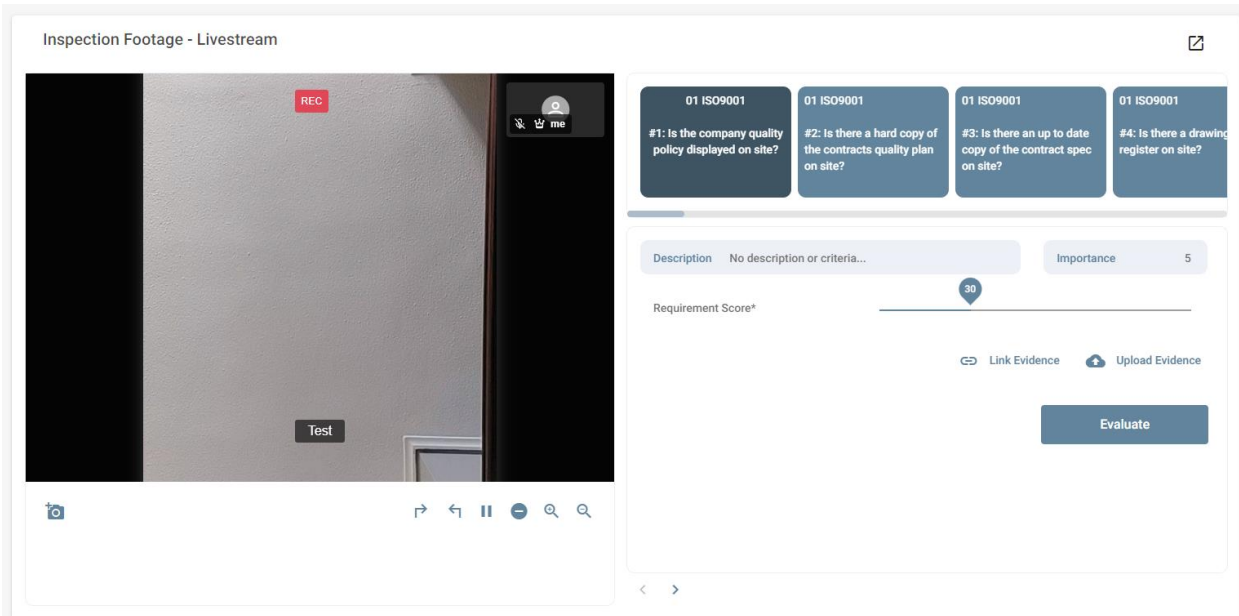 Inspection Footage - Livestream
REC
me
Test
01 ISO9001
#1: Is the company quality
policy displayed on site?
01 ISO9001
#2: Is there a hard copy of
the contracts quality plan
on site?
01 ISO9001
#3: Is there an up to date
copy of the contract spec
on site?
01 ISO9001
#4: Is there a drawing
register on site?
Description No description or criteria...
Importance 5
30
Requirement Score*
Link Evidence
Upload Evidence
Evaluate